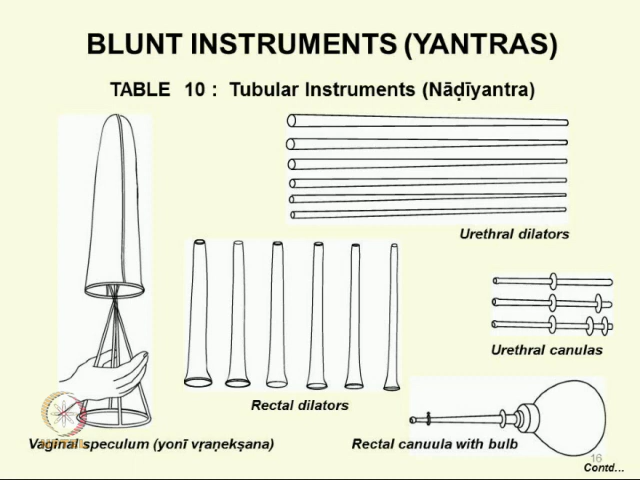 BLUNT INSTRUMENTS (YANTRAS)
TABLE 10 : Tubular Instruments (Nāḍīyantra)
Urethral dilators
Urethral canulas
Rectal dilators
Vaginal speculum (yonī vṛaṇekṣana)
Rectal canuula with bulb
16
Contd...